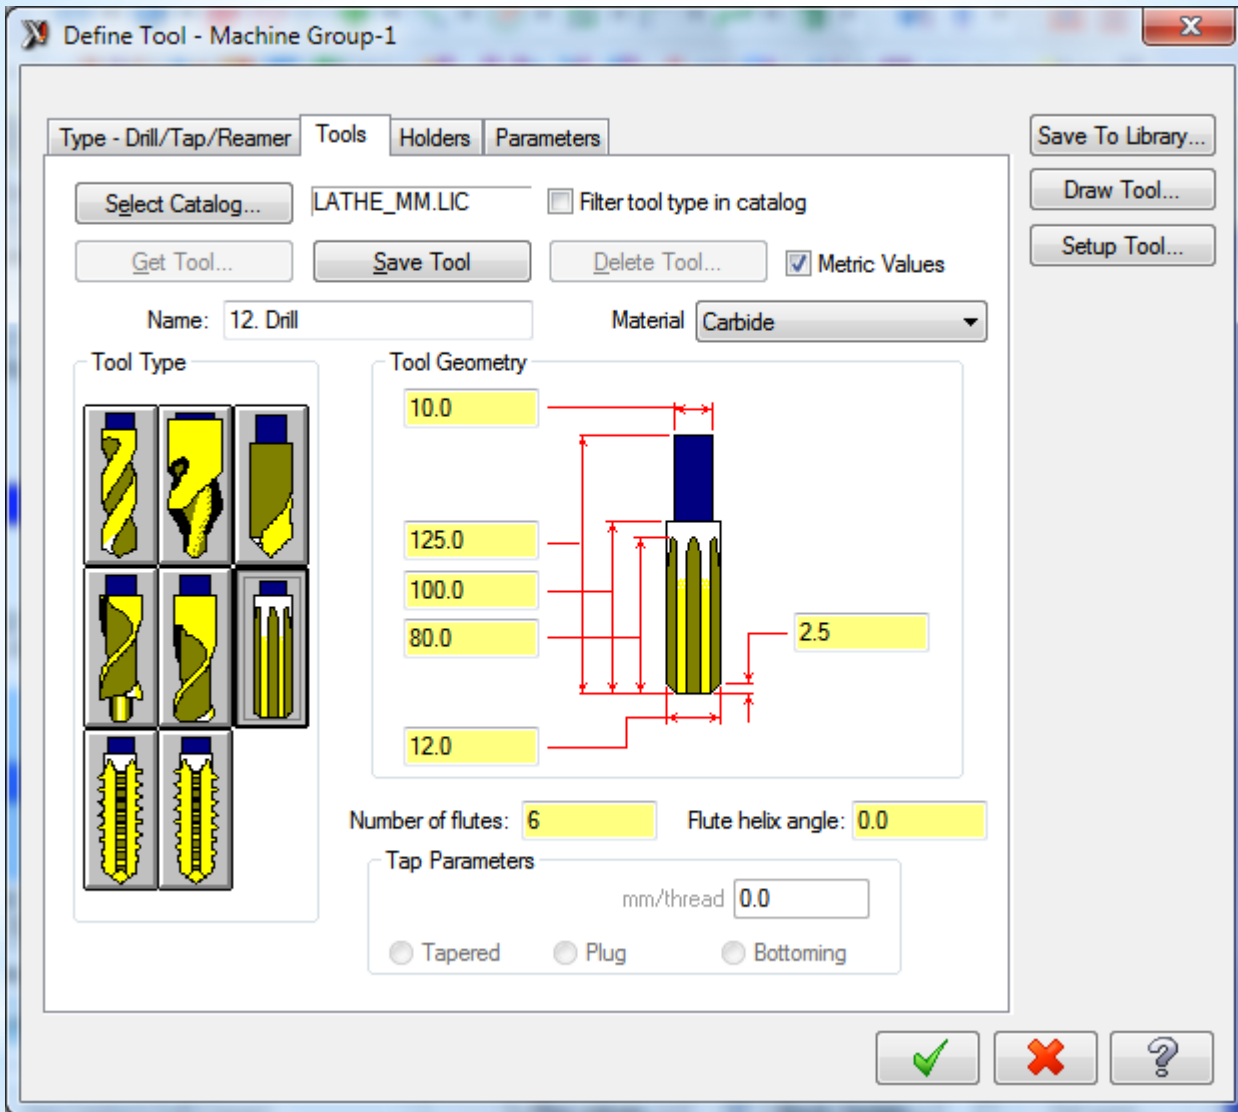 Define Tool - Machine Group-1
Type - Drill/Tap/Reamer Tools Holders Parameters
Save To Library...
Select Catalog... LATHE_MM.LIC Filter tool type in catalog
Draw Tool...
Get Tool... Save Tool Delete Tool... Metric Values
Setup Tool...
Name: 12. Drill Material Carbide
Tool Type Tool Geometry
10.0
125.0
100.0
80.0 2.5
12.0
Number of flutes: 6 Flute helix angle: 0.0
Tap Parameters
mm/thread 0.0
Tapered Plug Bottoming